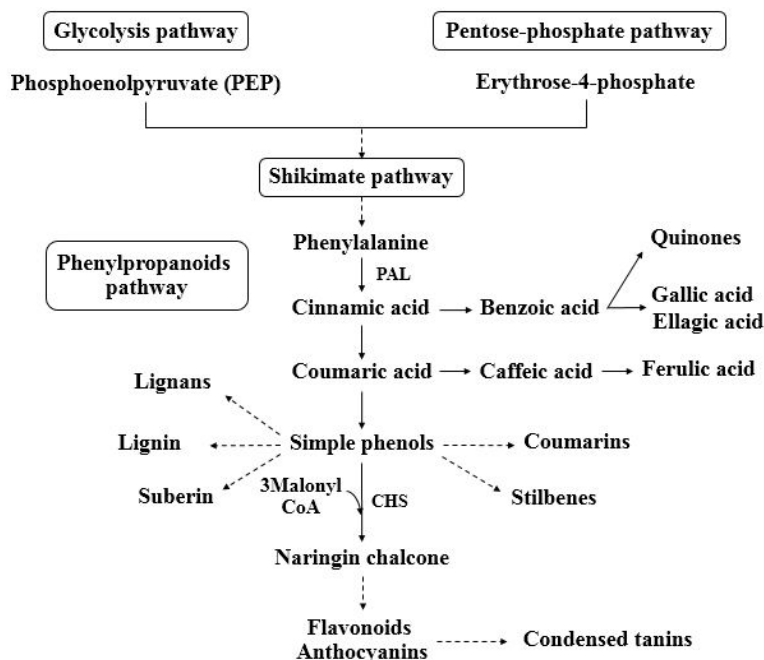 Glycolysis pathway
Pentose-phosphate pathway
Phosphoenolpyruvate (PEP)
Erythrose-4-phosphate
Shikimate pathway
Phenylalanine
Quinones
Phenylpropanoids
pathway
PAL
Cinnamic acid
Benzoic acid
Gallic acid
Ellagic acid
Coumaric acid
Caffeic acid
Ferulic acid
Lignans
Lignin
Simple phenols
Coumarins
Suberin
3Malonyl
CoA
CHS
Stilbenes
Naringin chalcone
Flavonoids
Anthocyanins
Condensed tanins